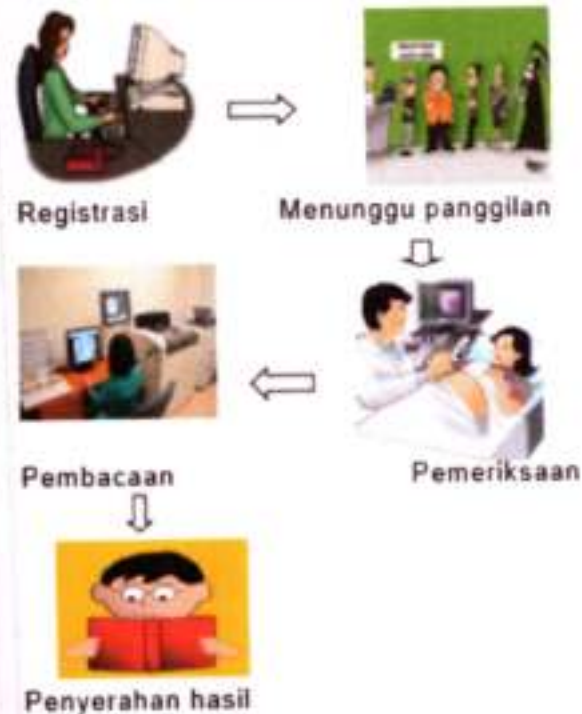 Registrasi
Menunggu panggilan
Pemeriksaan
Pembacaan
Penyerahan hasil